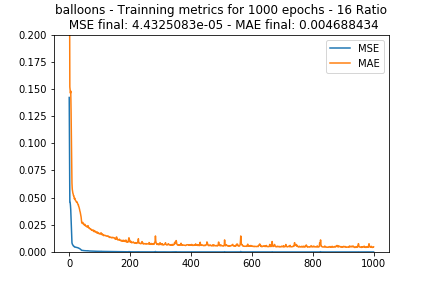 balloons - Trainning metrics for 1000 epochs - 16 Ratio
MSE final: 4.4325083e-05 - MAE final: 0.004688434
0.200
0.175
0.150
0.125
0.100
0.075
0.050
0.025
0.000
0 200 400 600 800 1000
MSE
MAE